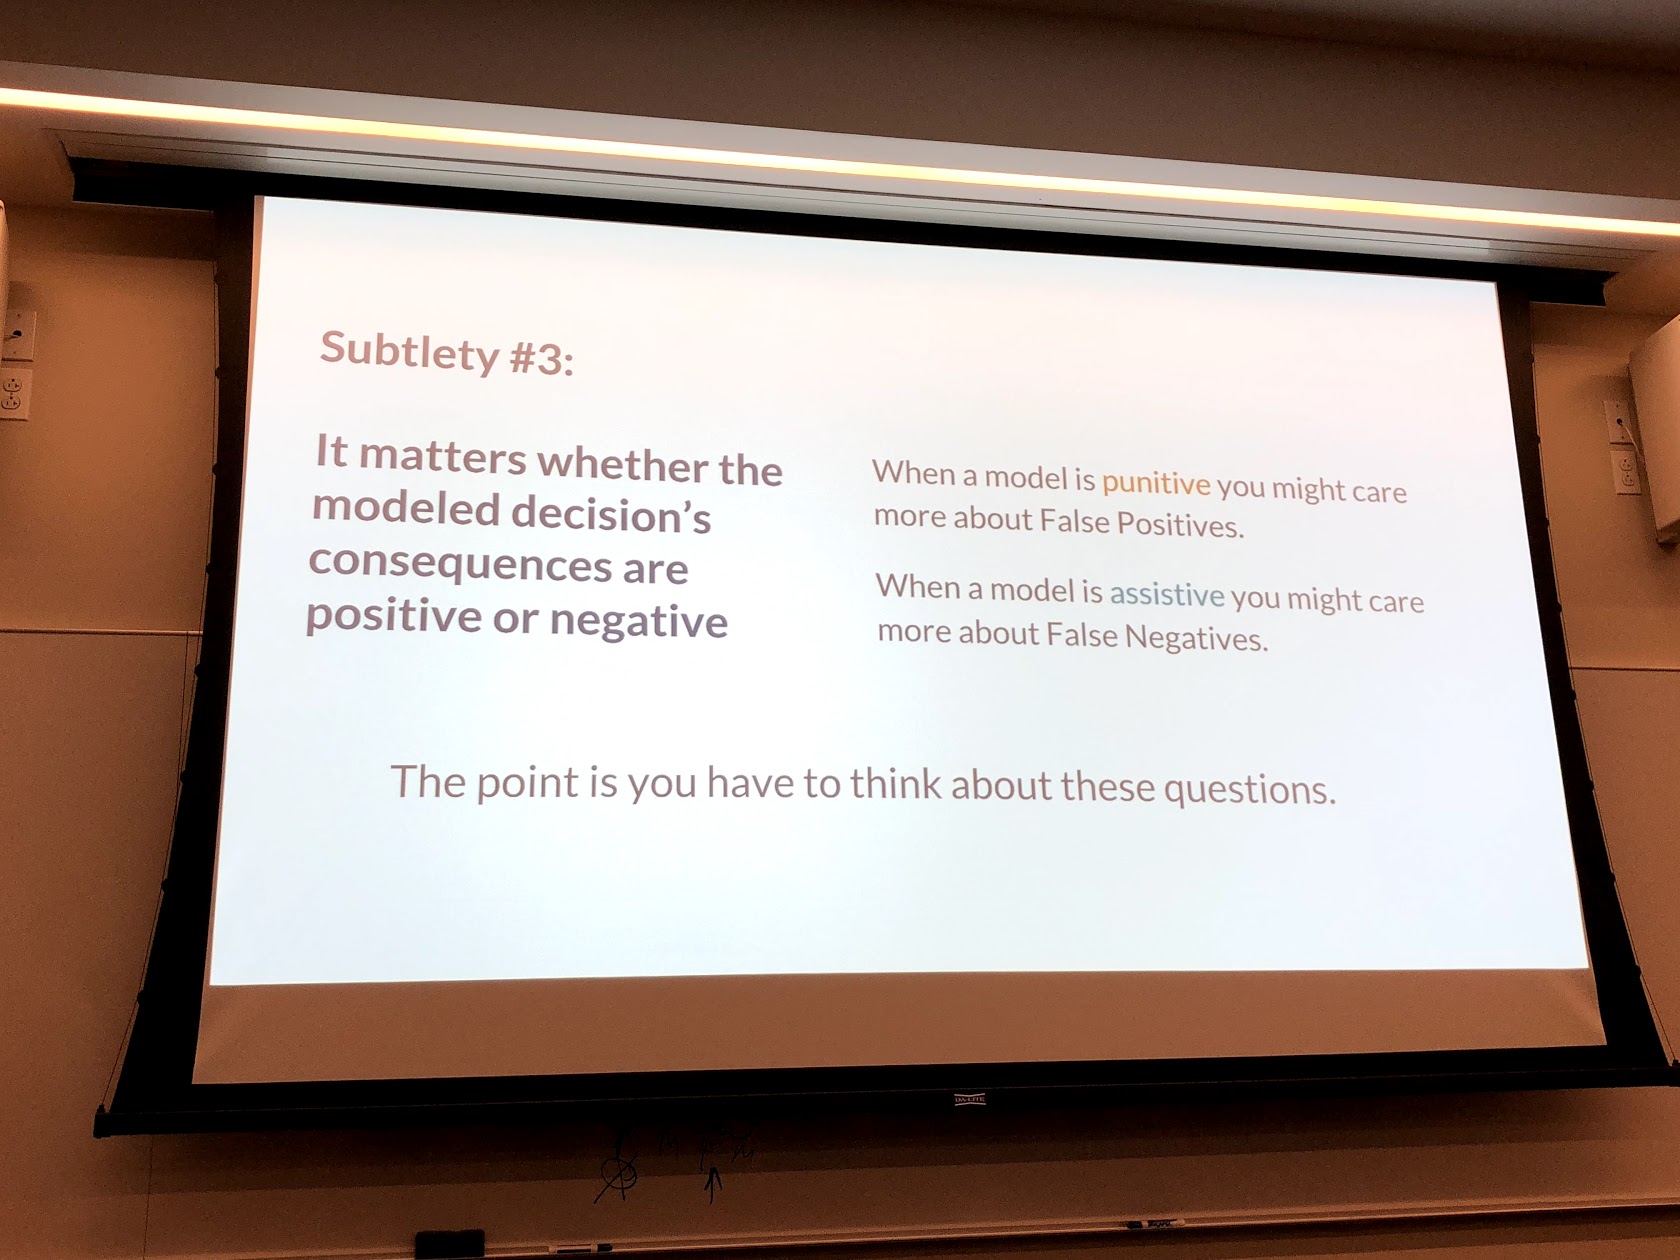 Subtlety #3:
It matters whether the
modeled decision's
consequences are
positive or negative
When a model is punitive you might care
more about False Positives.
When a model is assistive you might care
more about False Negatives.
The point is you have to think about these questions.
DA-LITE